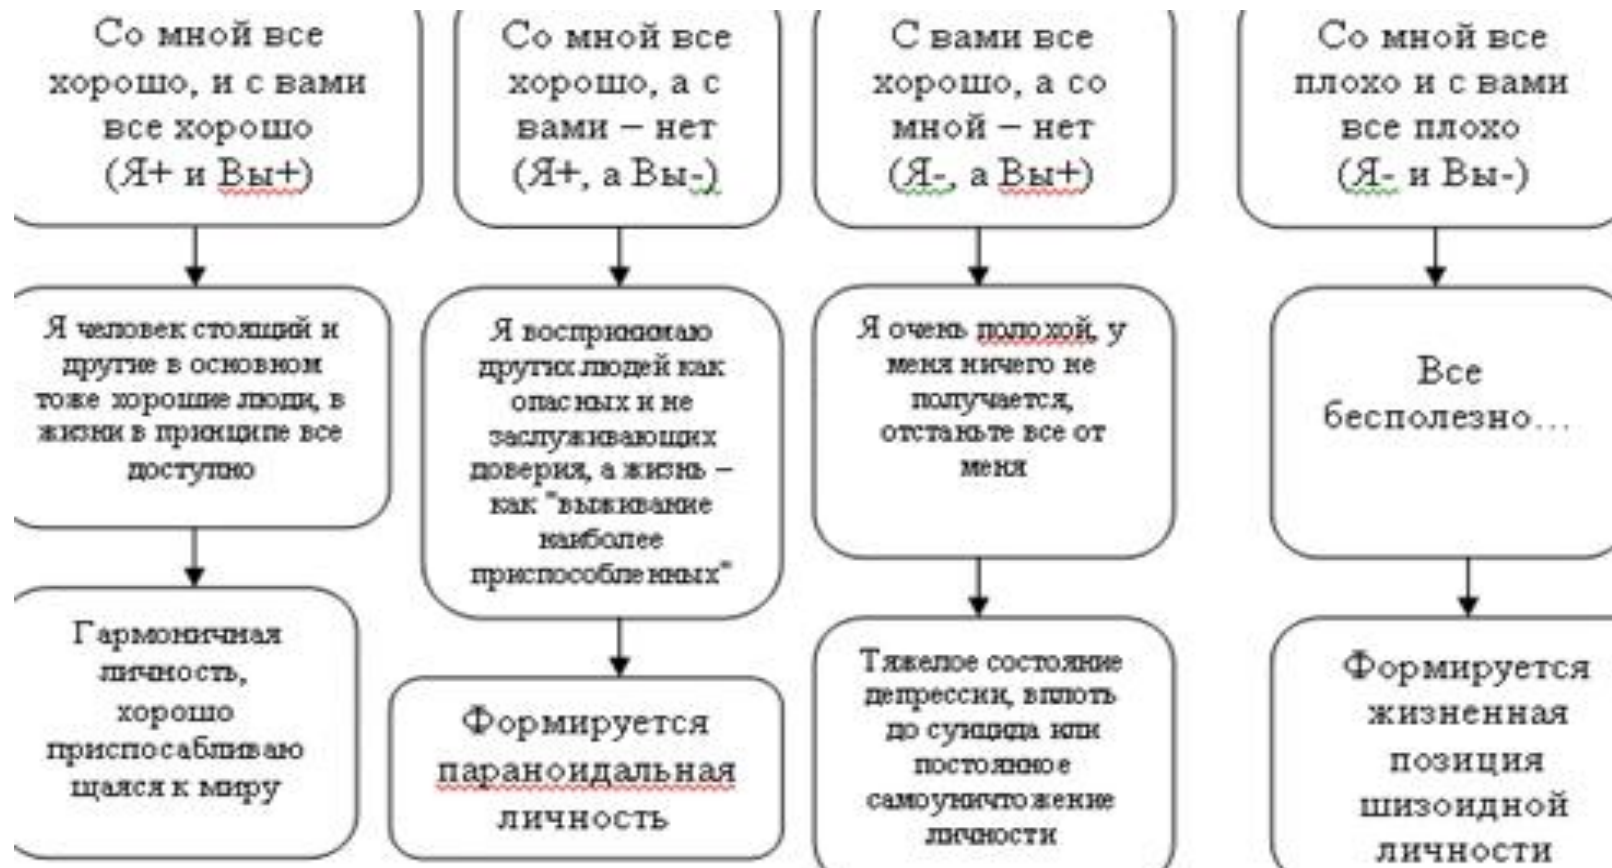 Со мной все
хорошо, и с вами
все хорошо
(Я+ и Вы+)
Со мной все
хорошо, а с
вами – нет
(Я+, а Вы-)
С вами все
хорошо, а со
мной – нет
(Я-, а Вы+)
Со мной все
плохо и с вами
все плохо
(Я- и Вы-)
Я человек стоящий и
другие в основном
тоже хорошие люди, в
жизни в принципе все
доступно
Я воспринимаю
других людей как
опасных и не
заслуживающих
доверия, а жизнь –
как "выживание
наиболее
приспособленных"
Я очень полохой, у
меня ничего не
получается,
отстаньте все от
меня
Все
бесполезно...
Гармоничная
личность,
хорошо
приспосабливаю
щаяся к миру
Формируется
параноидальная
личность
Тяжелое состояние
депрессии, вплоть
до суицида или
постоянное
самоуничтожение
личности
Формируется
жизненная
позиция
шизоидной
личности